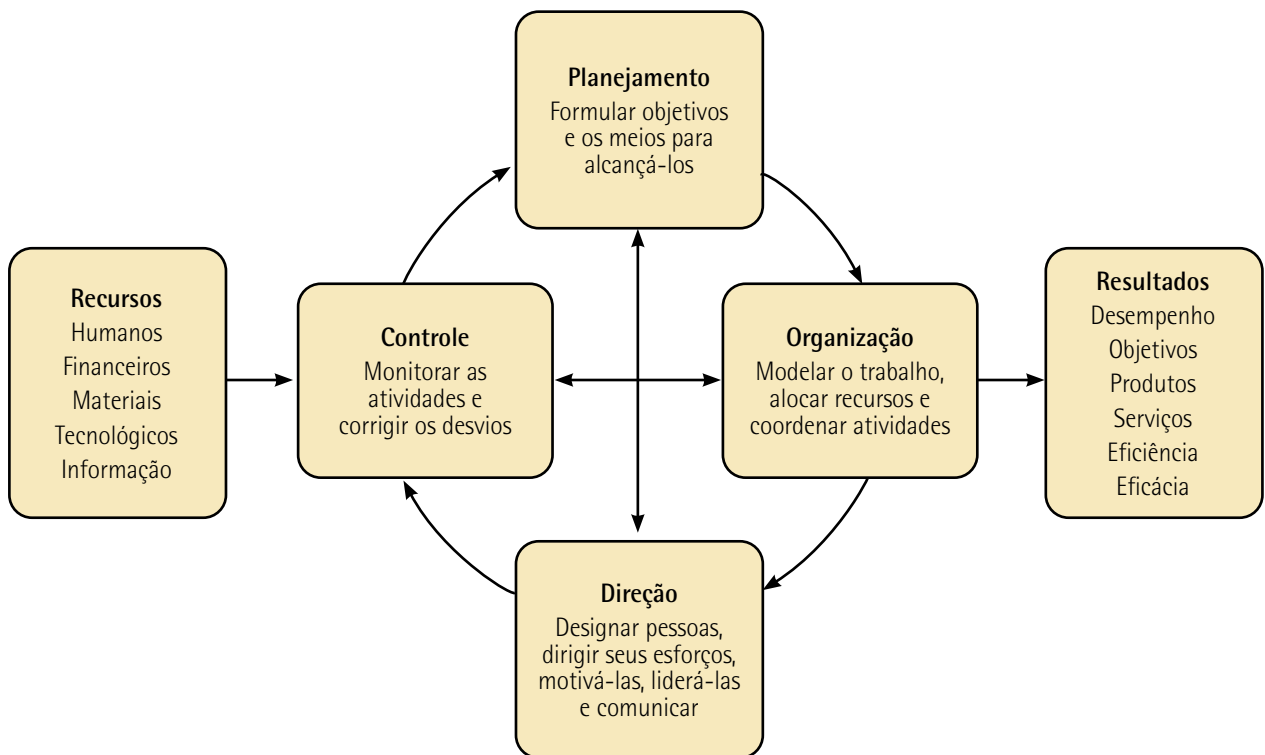 Planejamento
Formular objetivos
e os meios para
alcançá-los
Recursos
Humanos
Financeiros
Materiais
Tecnológicos
Informação
Controle
Monitorar as
atividades e
corrigir os desvios
Organização
Modelar o trabalho,
alocar recursos e
coordenar atividades
Resultados
Desempenho
Objetivos
Produtos
Serviços
Eficiência
Eficácia
Direção
Designar pessoas,
dirigir seus esforços,
motivá-las, liderá-las
e comunicar